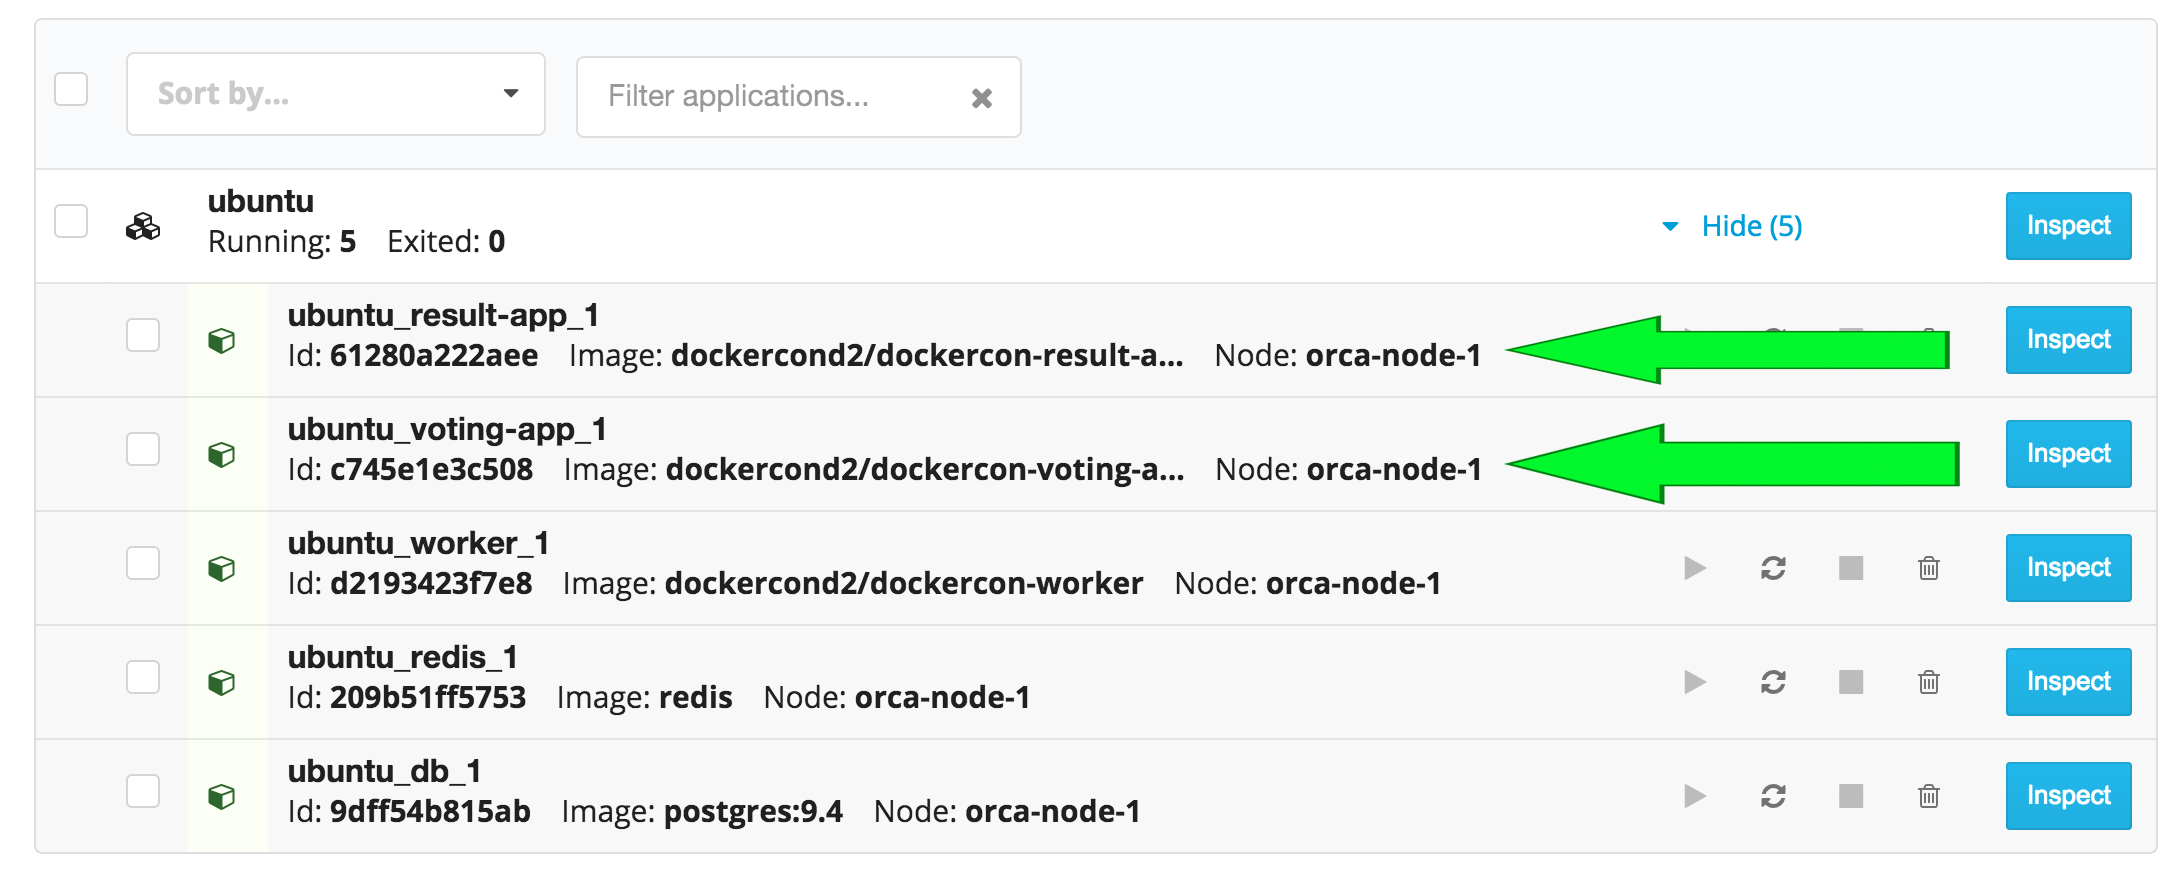 Sort by...
Filter applications...
ubuntu
Running: 5 Exited: 0
Hide (5)
Inspect
ubuntu_result-app_1
Id: 61280a222aee Image: dockercond2/dockercon-result-a... Node: orca-node-1
Inspect
ubuntu_voting-app_1
Id: c745e1e3c508 Image: dockercond2/dockercon-voting-a... Node: orca-node-1
Inspect
ubuntu_worker_1
Id: d2193423f7e8 Image: dockercond2/dockercon-worker Node: orca-node-1
Inspect
ubuntu_redis_1
Id: 209b51ff5753 Image: redis Node: orca-node-1
Inspect
ubuntu_db_1
Id: 9dff54b815ab Image: postgres:9.4 Node: orca-node-1
Inspect